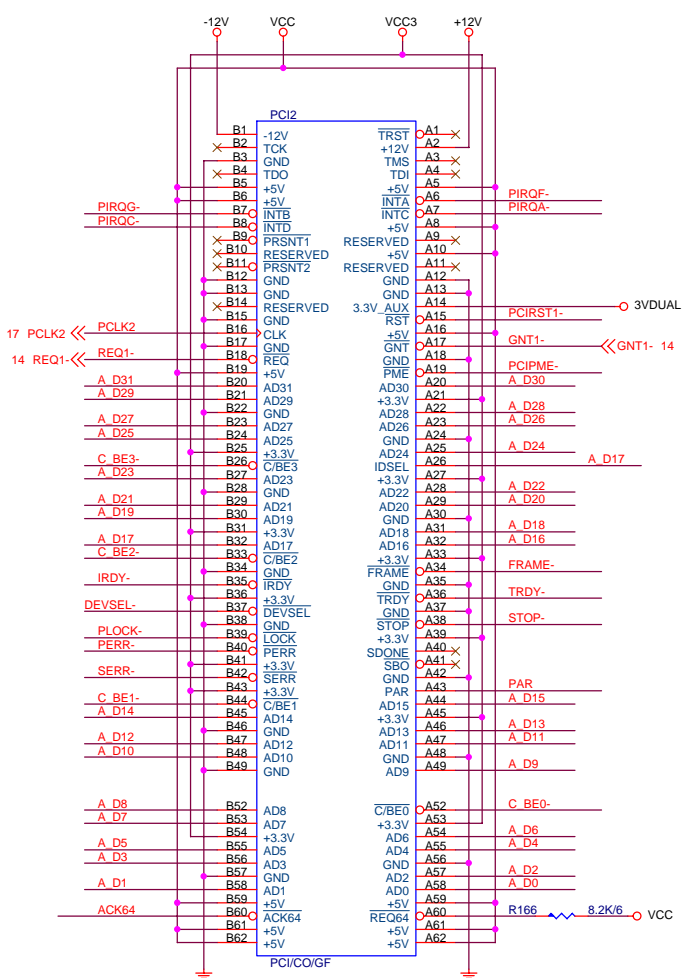 -12V VCC VCC3 +12V
PCI2
B1 -12V TRST A1
B2 TCK +12V A2
B3 GND TMS A3
B4 TDO TDI A4
B5 +5V +5V A5
B6 +5V INTA A6 PIRQF-
PIRQG- B7 INTB INTC A7 PIRQA-
PIRQC- B8 INTD +5V A8
B9 PRSNT1 RESERVED A9
B10 RESERVED +5V A10
B11 PRSNT2 RESERVED A11
B12 GND GND A12
B13 GND GND A13
B14 RESERVED 3.3V_AUX A14 3VDUAL
B15 GND RST A15 PCIRST1-
17 PCLK2 PCLK2 B16 CLK +5V A16
B17 GND GNT A17 GNT1- GNT1- 14
14 REQ1- REQ1- B18 REQ GND A18
B19 +5V PME A19 PCIPME-
A_D31 B20 AD31 AD30 A20 A_D30
A_D29 B21 AD29 +3.3V A21
B22 GND AD28 A22 A_D28
A_D27 B23 AD27 AD26 A23 A_D26
A_D25 B24 AD25 GND A24
B25 +3.3V AD24 A25 A_D24
C_BE3- B26 C/BE3 IDSEL A26 A_D17
A_D23 B27 AD23 +3.3V A27
B28 GND AD22 A28 A_D22
A_D21 B29 AD21 AD20 A29 A_D20
A_D19 B30 AD19 GND A30
B31 +3.3V AD18 A31 A_D18
A_D17 B32 AD17 AD16 A32 A_D16
C_BE2- B33 C/BE2 +3.3V A33
B34 GND FRAME A34 FRAME-
IRDY- B35 IRDY GND A35
B36 +3.3V TRDY A36 TRDY-
DEVSEL- B37 DEVSEL GND A37
B38 GND STOP A38 STOP-
PLOCK- B39 LOCK +3.3V A39
PERR- B40 PERR SDONE A40
B41 +3.3V SBO A41
SERR- B42 SERR GND A42
B43 +3.3V PAR A43 PAR
C_BE1- B44 C/BE1 AD15 A44 A_D15
A_D14 B45 AD14 +3.3V A45
B46 GND AD13 A46 A_D13
A_D12 B47 AD12 AD11 A47 A_D11
A_D10 B48 AD10 GND A48
B49 GND AD9 A49 A_D9
A_D8 B52 AD8 C/BE0 A52 C_BE0-
A_D7 B53 AD7 +3.3V A53
B54 +3.3V AD6 A54 A_D6
A_D5 B55 AD5 AD4 A55 A_D4
A_D3 B56 AD3 GND A56
B57 GND AD2 A57 A_D2
A_D1 B58 AD1 AD0 A58 A_D0
B59 +5V +5V A59
ACK64 B60 ACK64 REQ64 A60 R166 8.2K/6 VCC
B61 +5V +5V A61
B62 +5V +5V A62
PCI/CO/GF